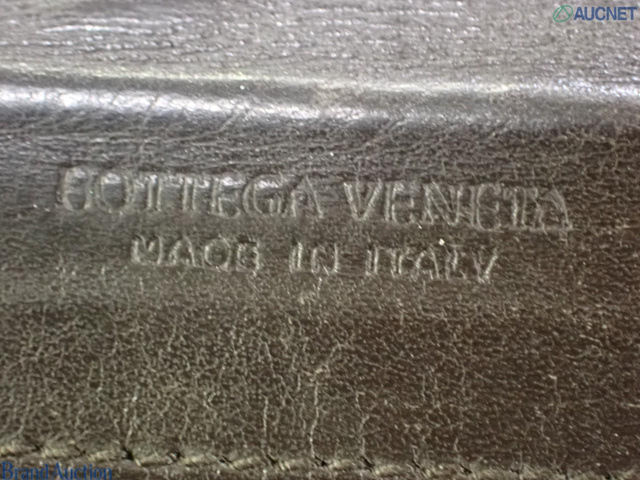 AUCNET
BOTTEGA VENETA
MADE IN ITALY
Brand Auction